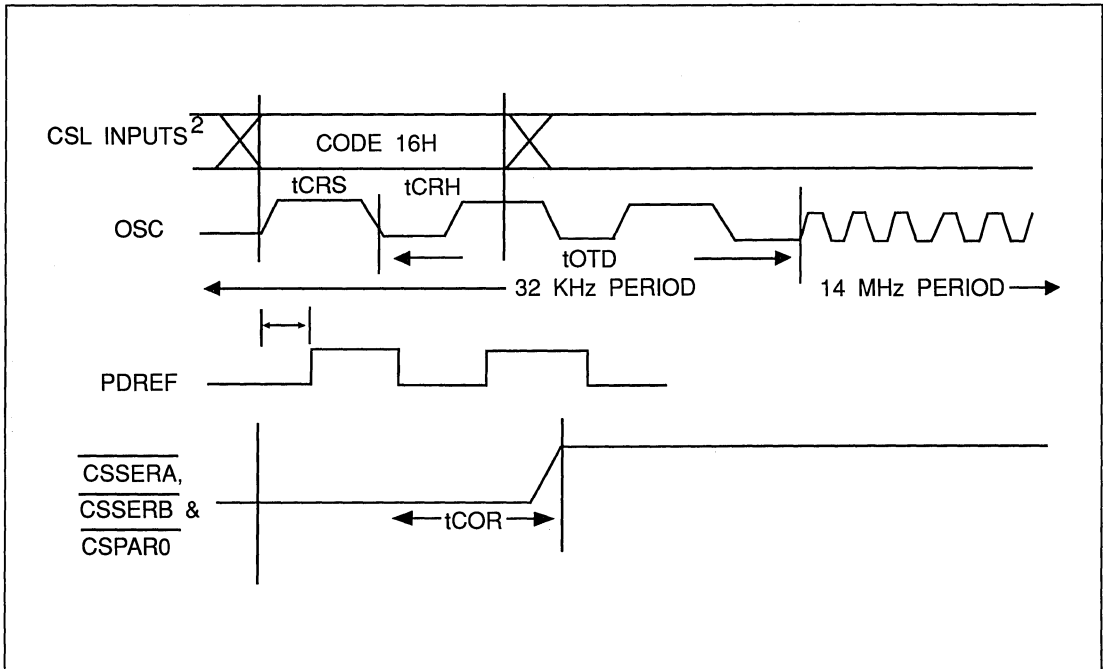 CSL INPUTS2
CODE 16H
tCRS
tCRH
OSC
tOTD
32 KHz PERIOD
14 MHz PERIOD
PDREF
CSSERA,
CSSERB &
CSPAR0
tCOR